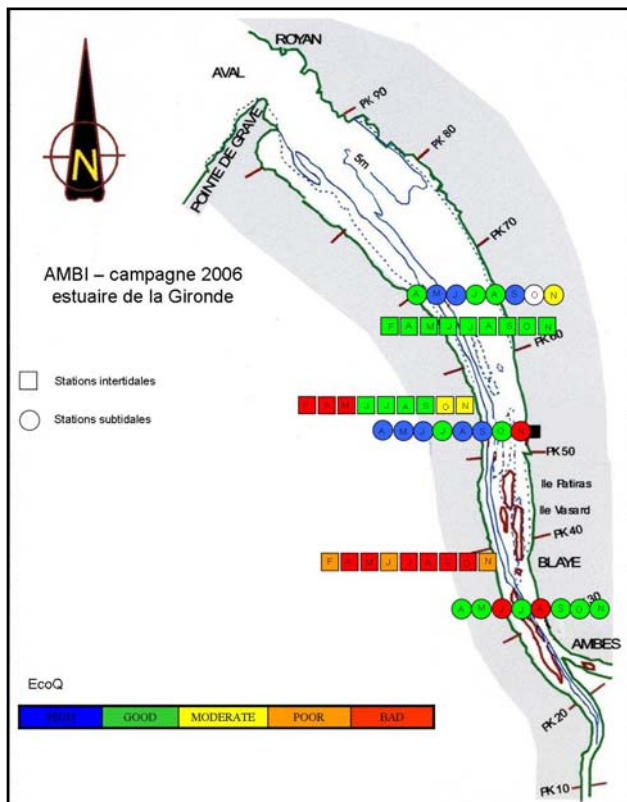 ROYAN
AVAL
PK 90
PK 80
POINTE DE GRAVE
N
5m
PK 70
AMBI – campagne 2006
estuaire de la Gironde
A M J J A S O N
F A M J J A S O N
PK 60
Stations intertidales
Stations subtidales
F A M J J A S O N
A M J J A S O N
PK 50
Ile Patiras
Ile Vasard
PK 40
F A M J J A S O N
BLAYE
A M J J A S O N
30
AMBES
EcoQ
HIGH GOOD MODERATE POOR BAD
PK 20
PK 10